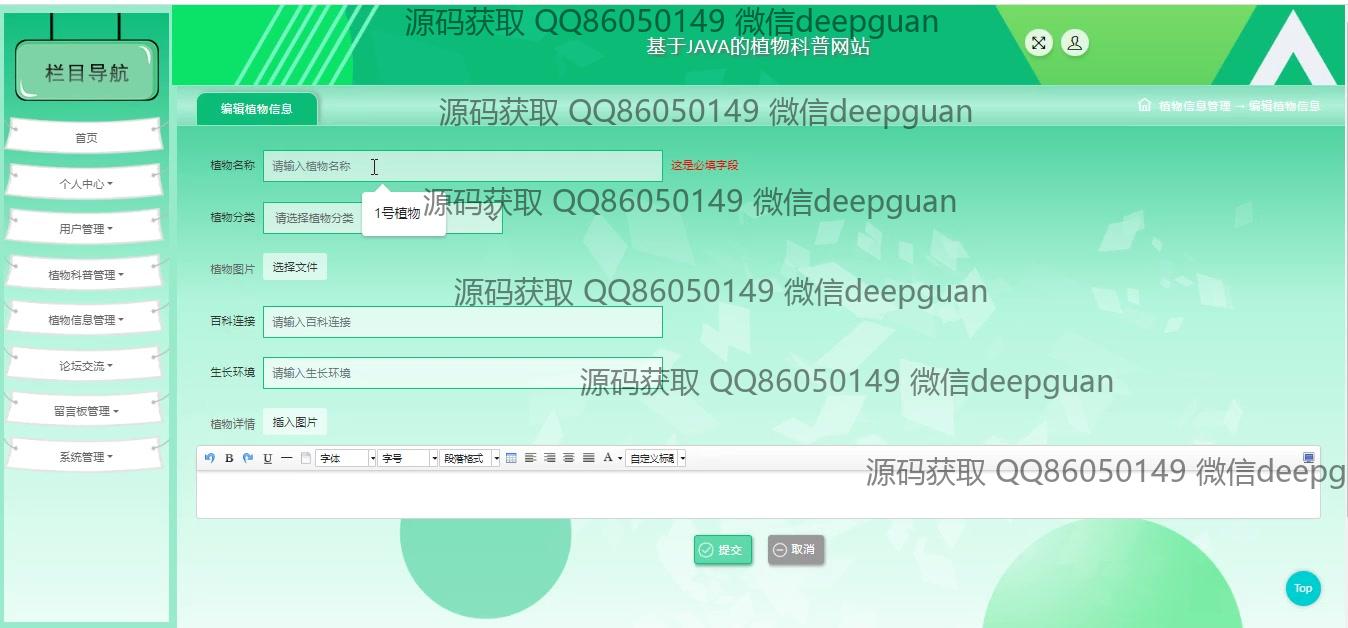 源码获取 QQ86050149 微信deepguan
基于JAVA的植物科普网站
栏目导航
首页
个人中心
用户管理
植物科普管理
植物信息管理
论坛交流
留言板管理
系统管理
编辑植物信息
源码获取 QQ86050149 微信deepguan
植物信息管理 → 编辑植物信息
植物名称 请输入植物名称 这是必填字段
1号植物
源码获取 QQ86050149 微信deepguan
植物分类 请选择植物分类
植物图片 选择文件
源码获取 QQ86050149 微信deepguan
百科连接 请输入百科连接
生长环境 请输入生长环境
源码获取 QQ86050149 微信deepguan
植物详情 插入图片
B U 字体 字号 段落格式 A 自定义标题
源码获取 QQ86050149 微信deepg
提交 取消
Top